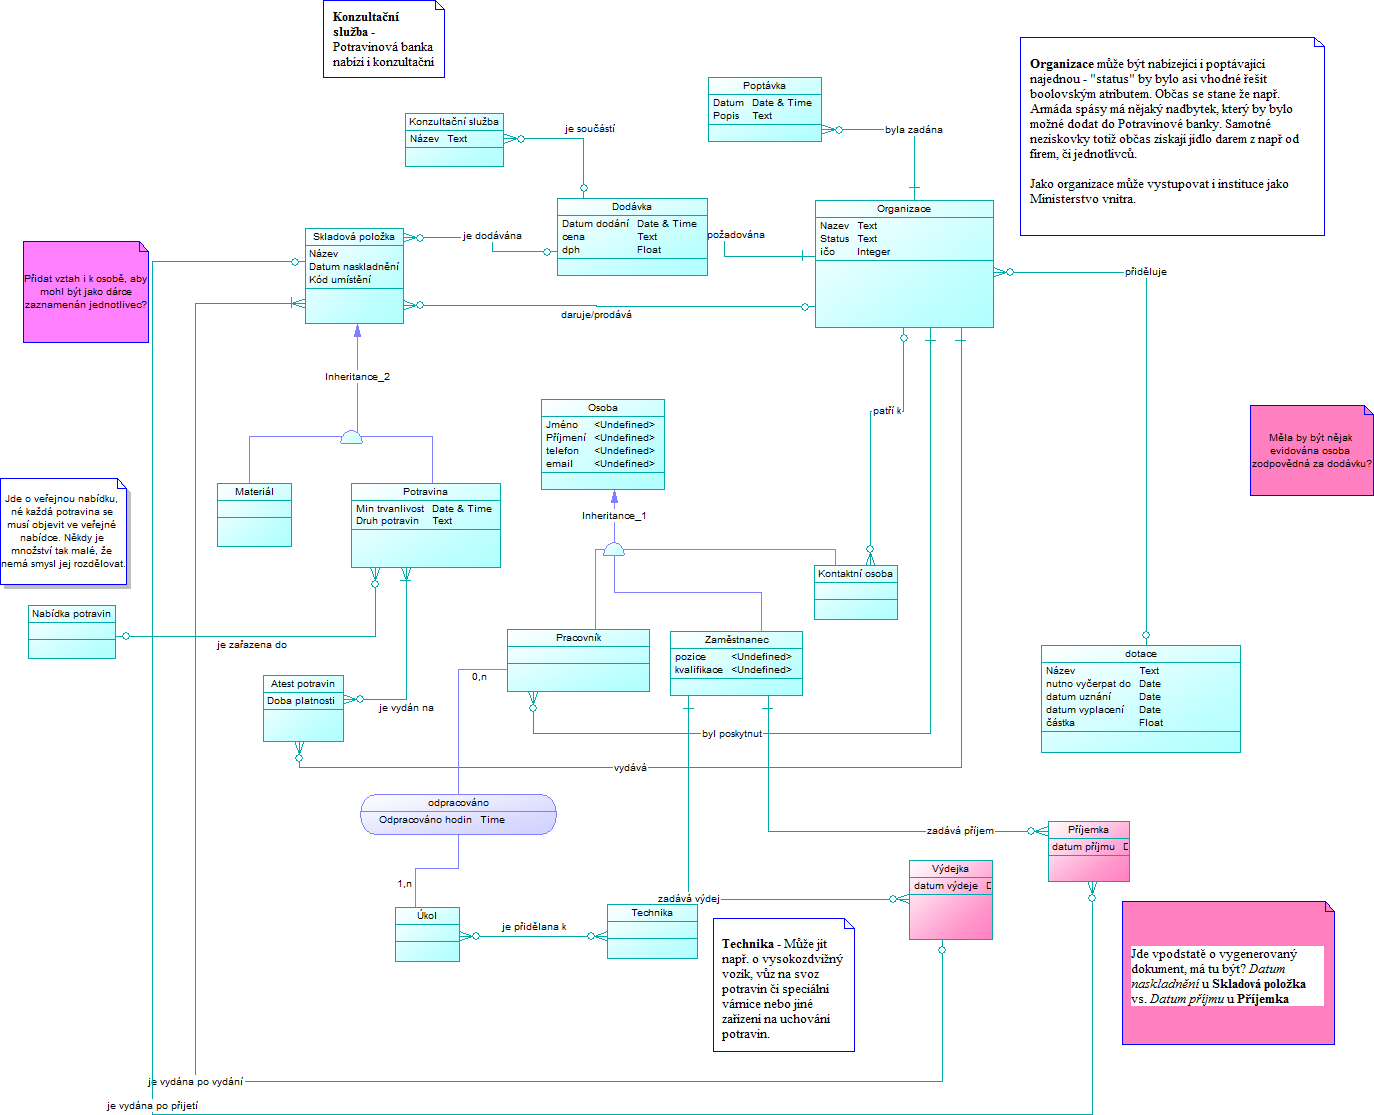 Konzultační
služba -
Potravinová banka
nabízí i konzultační
Organizace může být nabízející i poptávající
najednou - "status" by bylo asi vhodné řešit
boolovským atributem. Občas se stane že např.
Armáda spásy má nějaký nadbytek, který by bylo
možné dodat do Potravinové banky. Samotné
neziskovky totiž občas získají jídlo darem z např od
firem, či jednotlivců.
Jako organizace může vystupovat i instituce jako
Ministerstvo vnitra.
Poptávka
Datum Date & Time
Popis Text
byla zadána
Konzultační služba
Název Text
je součástí
Dodávka
Datum dodání Date & Time
cena Text
dph Float
požadována
Organizace
Nazev Text
Status Text
ičo Integer
Skladová položka
Název
Datum naskladnění
Kód umístění
je dodávána
daruje/prodává
přiděluje
Přidat vztah i k osobě, aby
mohl být jako dárce
zaznamenán jednotlivec?
Inheritance_2
Osoba
Jméno <Undefined>
Příjmení <Undefined>
telefon <Undefined>
email <Undefined>
patří k
Měla by být nějak
evidována osoba
zodpovědná za dodávku?
Materiál
Potravina
Min trvanlivost Date & Time
Druh potravin Text
Inheritance_1
Jde o veřejnou nabídku,
né každá potravina se
musí objevit ve veřejné
nabídce. Někdy je
množství tak malé, že
nemá smysl jej rozdělovat.
Kontaktní osoba
Nabídka potravin
je zařazena do
Pracovník
Zaměstnanec
pozice <Undefined>
kvalifikace <Undefined>
dotace
Název Text
nutno vyčerpat do Date
datum uznání Date
datum vyplacení Date
částka Float
0,n
Atest potravin
Doba platnosti
je vydán na
byl poskytnut
vydává
odpracováno
Odpracováno hodin Time
zadává příjem
Příjemka
datum příjmu D
Výdejka
datum výdeje D
1,n
zadává výdej
Úkol
je přidělana k
Technika
Technika - Může jít
např. o vysokozdvižný
vozík, vůz na svoz
potravin či speciální
várnice nebo jiné
zařízení na uchování
potravin.
Jde vpodstatě o vygenerovaný
dokument, má tu být? Datum
naskladnění u Skladová položka
vs. Datum příjmu u Příjemka
je vydána po vydání
je vydána po přijetí